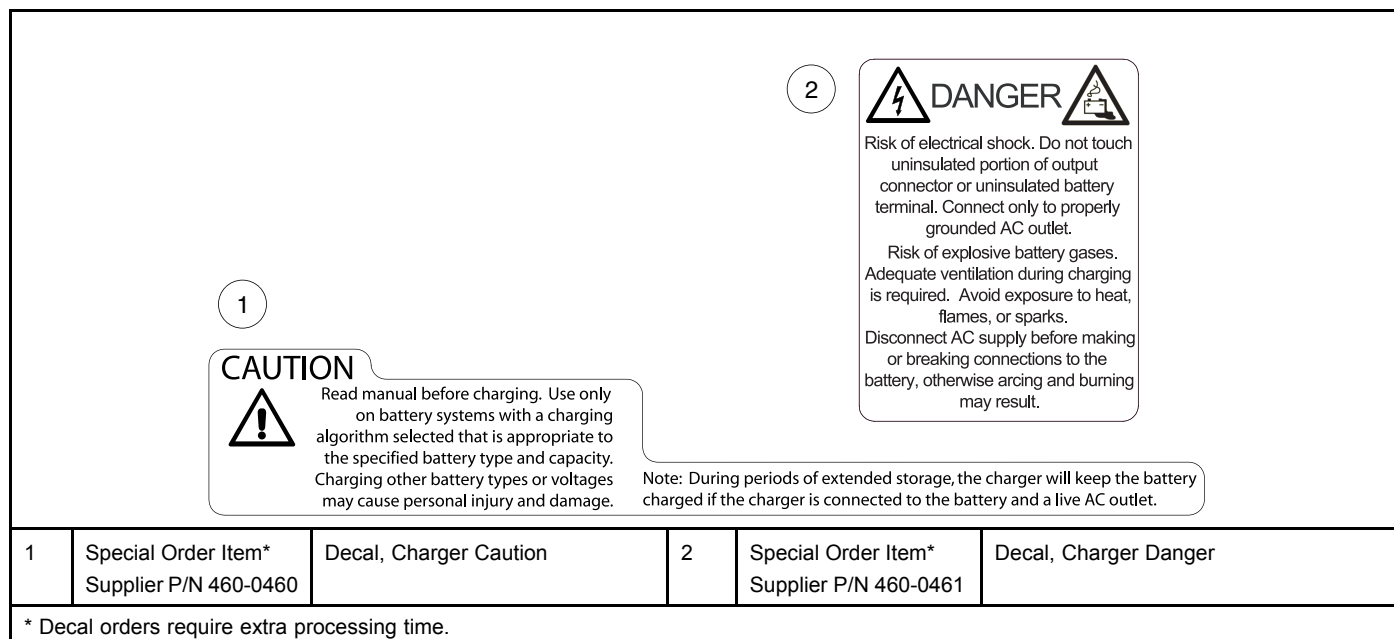 2
DANGER
Risk of electrical shock. Do not touch
uninsulated portion of output
connector or uninsulated battery
terminal. Connect only to properly
grounded AC outlet.
Risk of explosive battery gases.
Adequate ventilation during charging
is required.  Avoid exposure to heat,
flames, or sparks.
Disconnect AC supply before making
or breaking connections to the
battery, otherwise arcing and burning
may result.
1
CAUTION
Read manual before charging.  Use only
on battery systems with a charging
algorithm selected that is appropriate to
the specified battery type and capacity.
Charging other battery types or voltages
may cause personal injury and damage.
Note: During periods of extended storage, the charger will keep the battery
charged if the charger is connected to the battery and a live AC outlet.
1 Special Order Item* Decal, Charger Caution 2 Special Order Item* Decal, Charger Danger
Supplier P/N 460-0460 Supplier P/N 460-0461
* Decal orders require extra processing time.